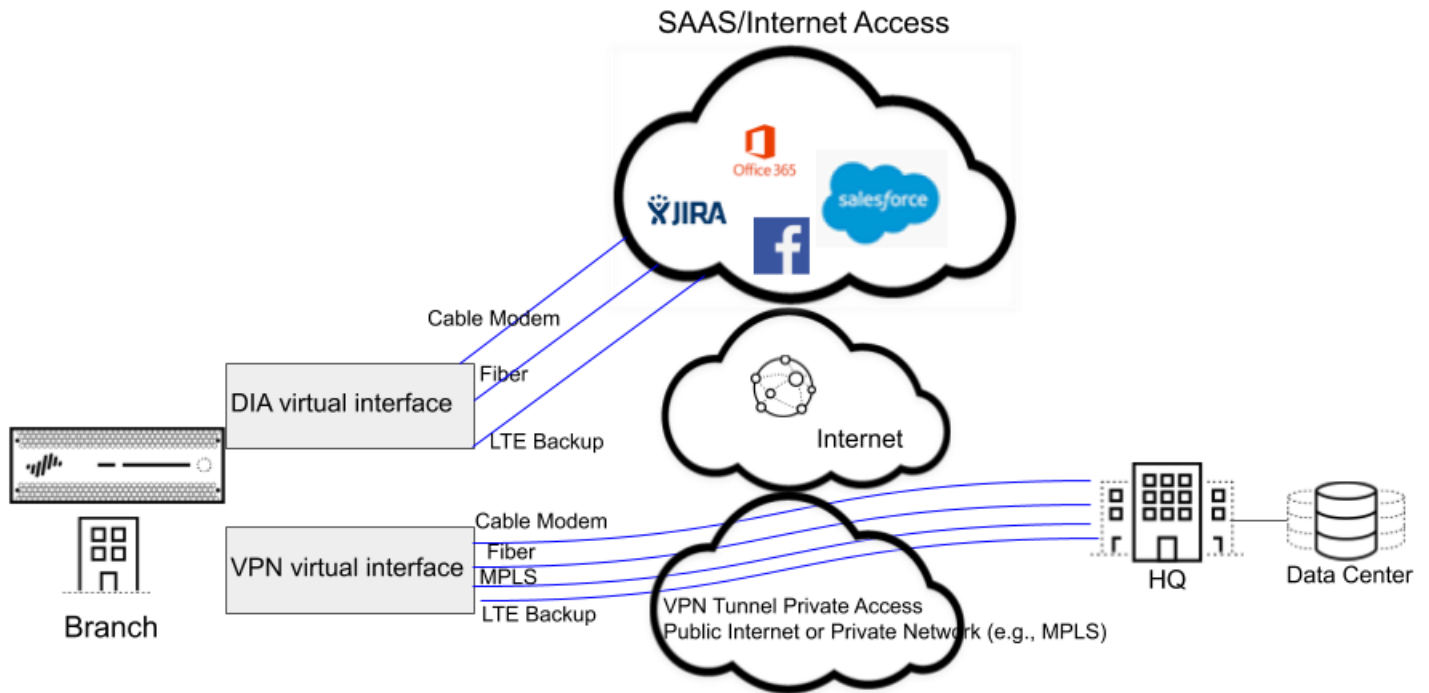 SAAS/Internet Access
Office 365
salesforce
JIRA
f
Cable Modem
Fiber
DIA virtual interface
LTE Backup
Internet
Cable Modem
Fiber
VPN virtual interface
MPLS
LTE Backup
VPN Tunnel Private Access
Public Internet or Private Network (e.g., MPLS)
HQ
Data Center
Branch